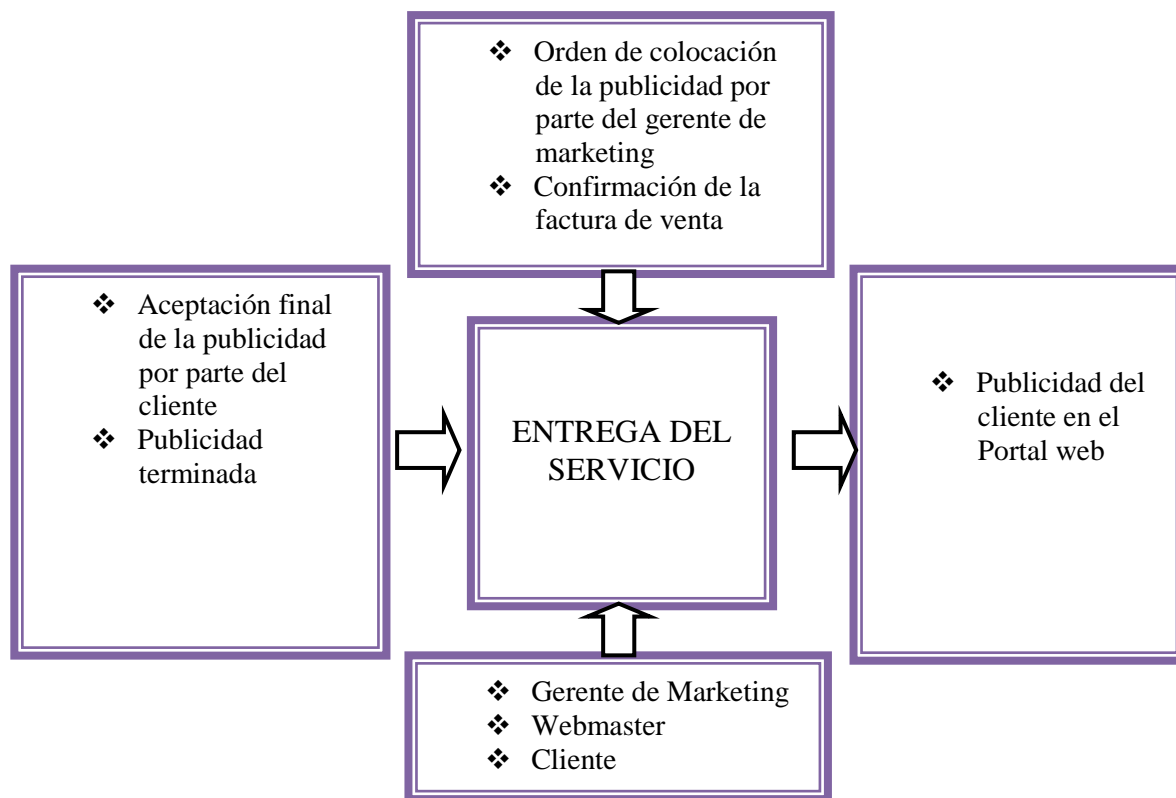 ❖ Orden de colocación
de la publicidad por
parte del gerente de
marketing
❖ Confirmación de la
factura de venta
❖ Aceptación final
de la publicidad
por parte del
cliente
❖ Publicidad
terminada
ENTREGA DEL
SERVICIO
❖ Publicidad del
cliente en el
Portal web
❖ Gerente de Marketing
❖ Webmaster
❖ Cliente